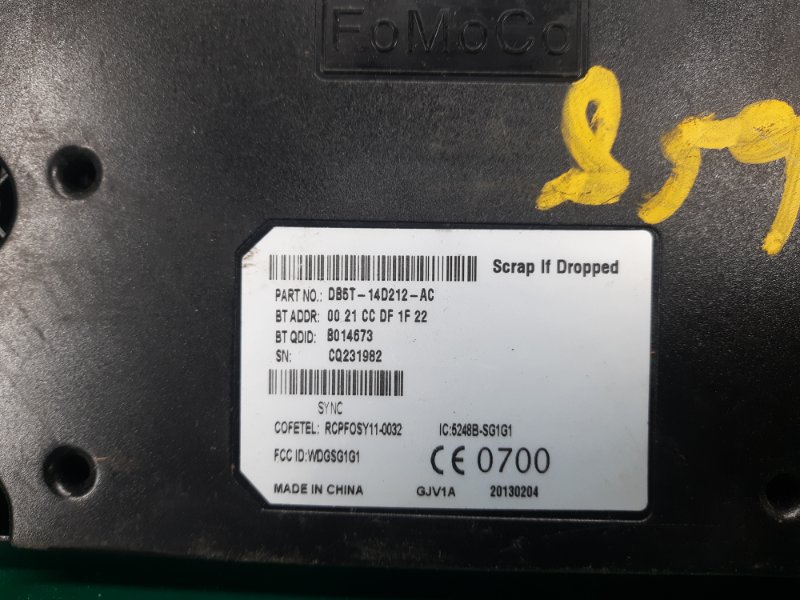 FoMoCo
Scrap If Dropped
PART NO.: DB5T-14D212-AC
BT ADDR: 00 21 CC DF 1F 22
BT QDID: B014673
SN: CQ231982
SYNC
COFETEL: RCPFOSY11-0032 IC:5248B-SG1G1
FCC ID:WDGSG1G1 CE 0700
MADE IN CHINA GJV1A 20130204